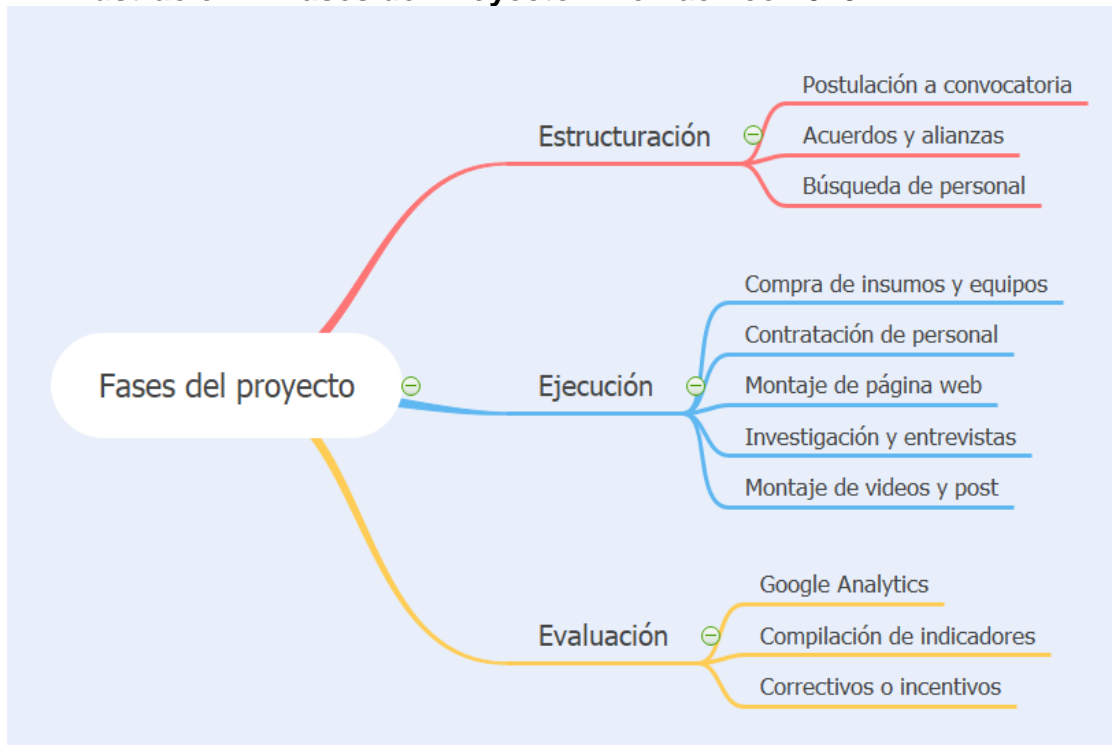 Fases del proyecto
Estructuración
Postulación a convocatoria
Acuerdos y alianzas
Búsqueda de personal
Ejecución
Compra de insumos y equipos
Contratación de personal
Montaje de página web
Investigación y entrevistas
Montaje de videos y post
Evaluación
Google Analytics
Compilación de indicadores
Correctivos o incentivos